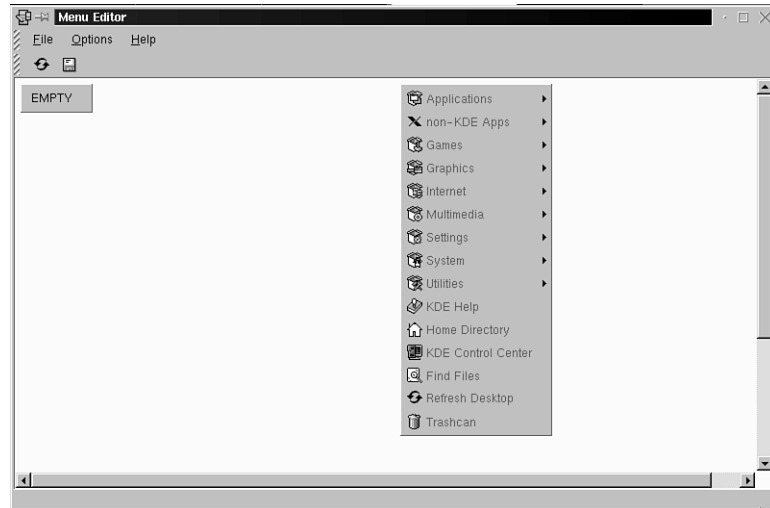 Menu Editor
File Options Help
EMPTY
Applications
non-KDE Apps
Games
Graphics
Internet
Multimedia
Settings
System
Utilities
KDE Help
Home Directory
KDE Control Center
Find Files
Refresh Desktop
Trashcan